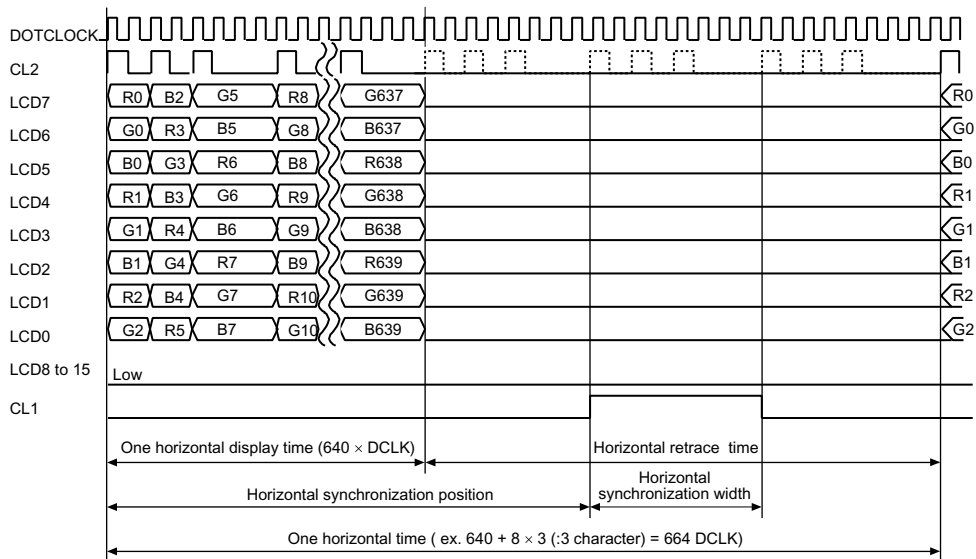 DOTCLOCK
CL2
LCD7 R0 B2 G5 R8 G637 R0
LCD6 G0 R3 B5 G8 B637 G0
LCD5 B0 G3 R6 B8 R638 B0
LCD4 R1 B3 G6 R9 G638 R1
LCD3 G1 R4 B6 G9 B638 G1
LCD2 B1 G4 R7 B9 R639 B1
LCD1 R2 B4 G7 R10 G639 R2
LCD0 G2 R5 B7 G10 B639 G2
LCD8 to 15 Low
CL1
One horizontal display time (640 × DCLK) Horizontal retrace time
Horizontal synchronization position
Horizontal
synchronization width
One horizontal time ( ex. 640 + 8 × 3 (:3 character) = 664 DCLK)